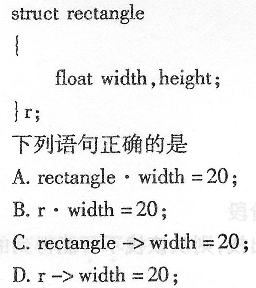 struct rectangle
{
float width,height;
}r;
下列语句正确的是
A. rectangle · width = 20;
B. r · width = 20;
C. rectangle -> width = 20;
D. r -> width = 20;